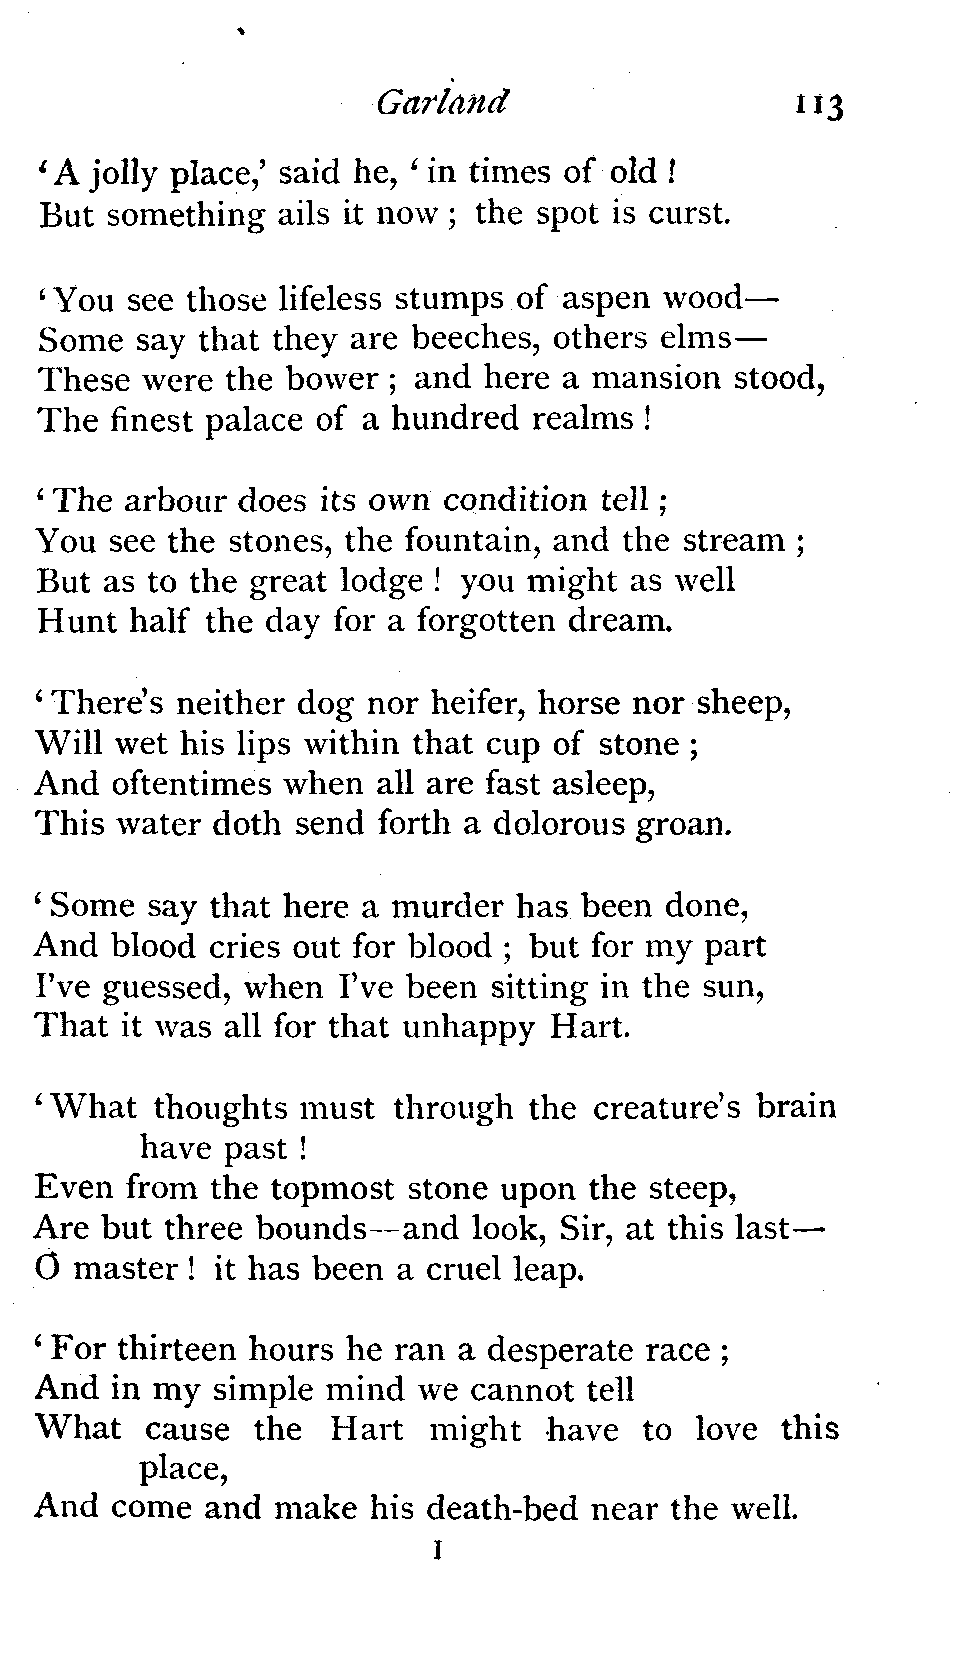 Garland 113
‘A jolly place,’ said he, ‘in times of old !
But something ails it now ; the spot is curst.
‘You see those lifeless stumps of aspen wood—
Some say that they are beeches, others elms—
These were the bower ; and here a mansion stood,
The finest palace of a hundred realms !
‘The arbour does its own condition tell ;
You see the stones, the fountain, and the stream ;
But as to the great lodge ! you might as well
Hunt half the day for a forgotten dream.
‘There’s neither dog nor heifer, horse nor sheep,
Will wet his lips within that cup of stone ;
And oftentimes when all are fast asleep,
This water doth send forth a dolorous groan.
‘Some say that here a murder has been done,
And blood cries out for blood ; but for my part
I’ve guessed, when I’ve been sitting in the sun,
That it was all for that unhappy Hart.
‘What thoughts must through the creature’s brain
have past !
Even from the topmost stone upon the steep,
Are but three bounds—and look, Sir, at this last—
O master ! it has been a cruel leap.
‘For thirteen hours he ran a desperate race ;
And in my simple mind we cannot tell
What cause the Hart might have to love this
place,
And come and make his death-bed near the well.
I